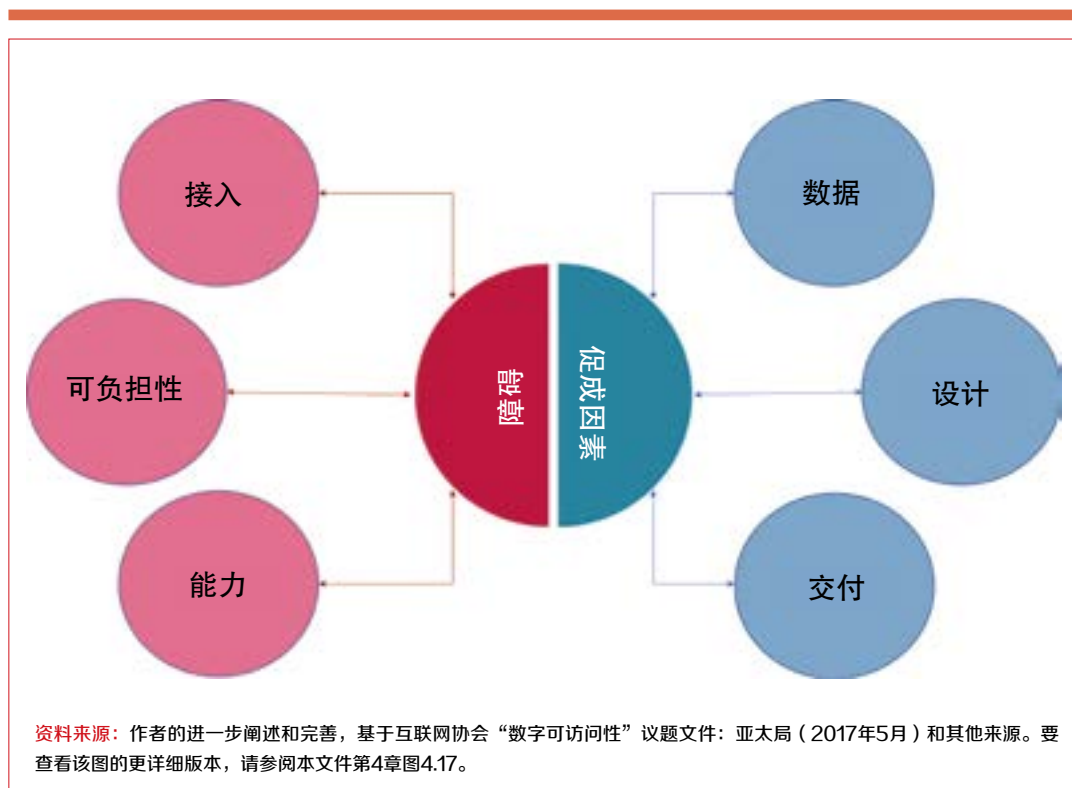 接入
可负担性
能力
障碍
促成因素
数据
设计
交付
资料来源：作者的进一步阐述和完善，基于互联网协会“数字可访问性”议题文件：亚太局（2017年5月）和其他来源。要
查看该图的更详细版本，请参阅本文件第4章图4.17。